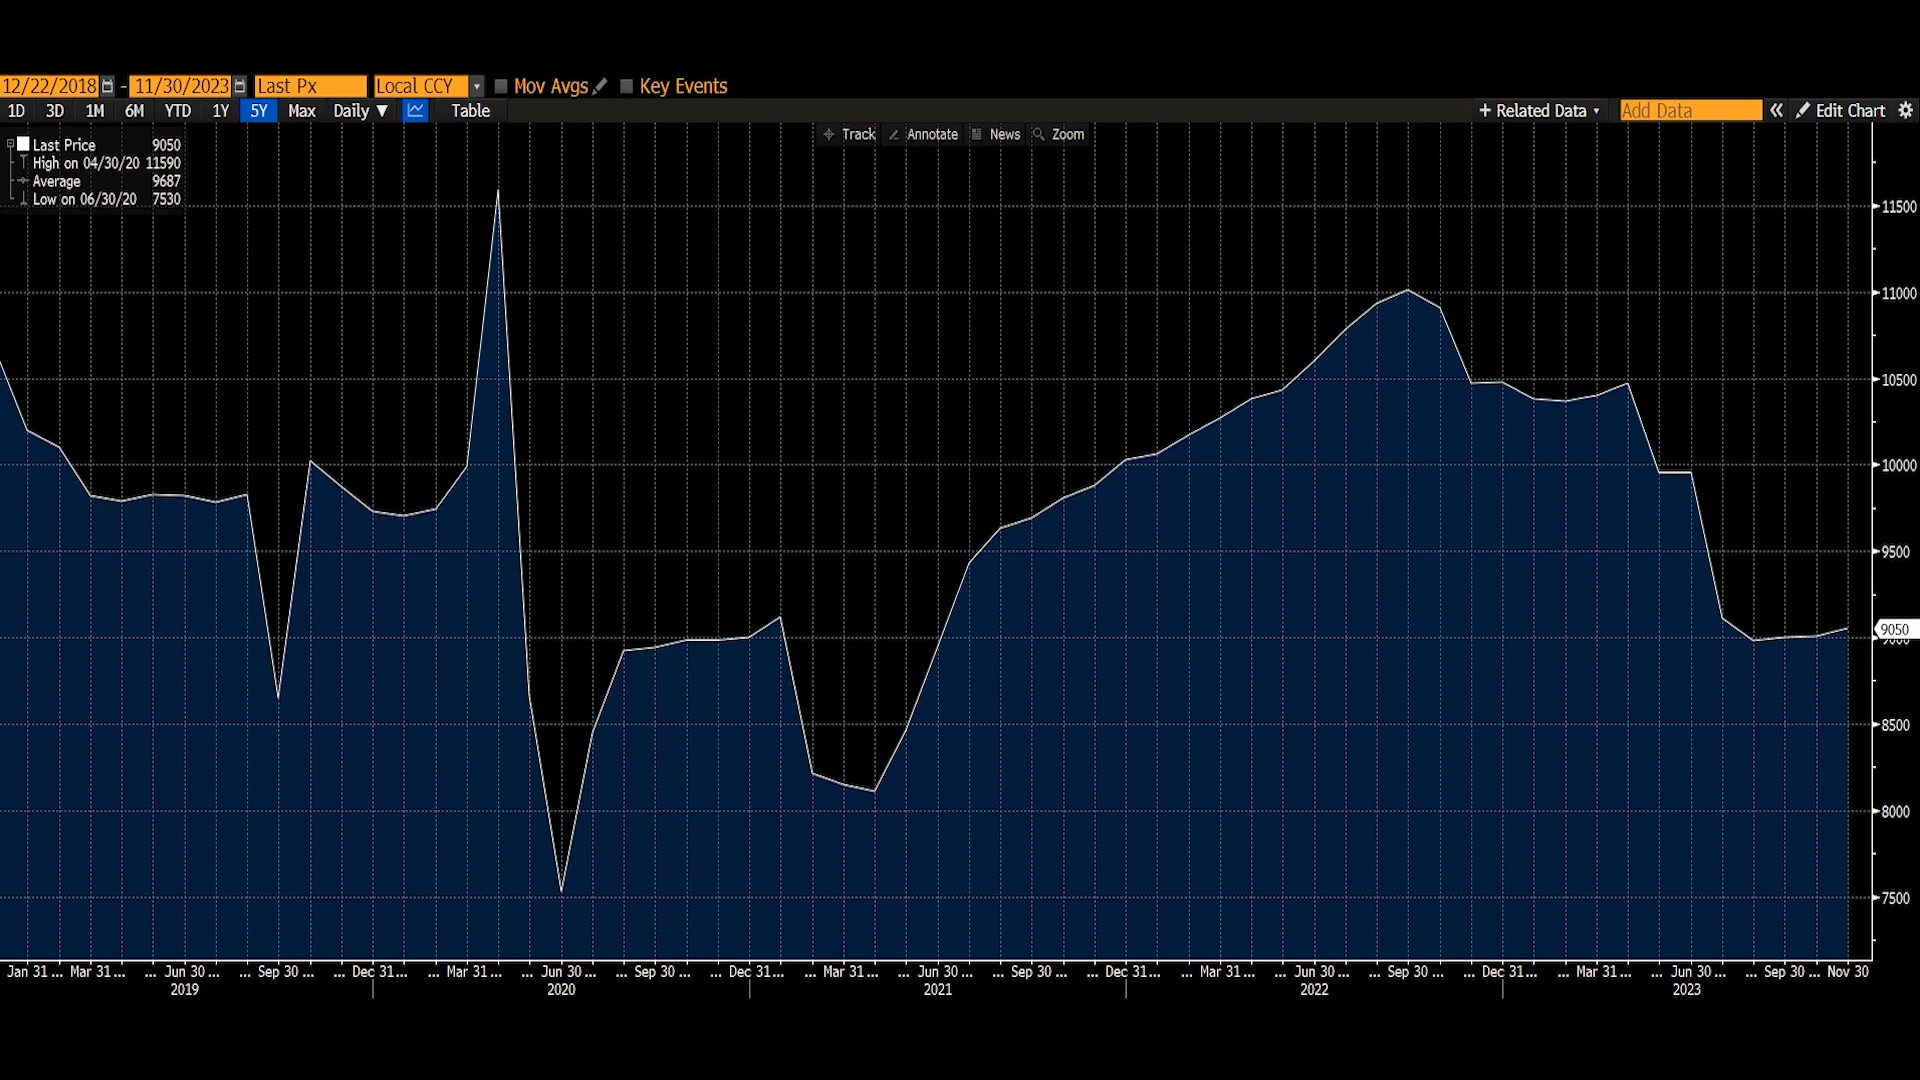 12/22/2018 - 11/30/2023 Last Px Local CCY Mov Avgs Key Events
1D 3D 1M 6M YTD 1Y 5Y Max Daily ▼ Table + Related Data Add Data « Edit Chart
Track Annotate News Zoom
Last Price 9050
High on 04/30/20 11590
Average 9687
Low on 06/30/20 7530
11500
11000
10500
10000
9500
9050
9000
8500
8000
7500
Jan 31 ... Mar 31 ... ... Jun 30 ... ... Sep 30 ... ... Dec 31 ... ... Mar 31 ... ... Jun 30 ... ... Sep 30 ... ... Dec 31 ... ... Mar 31 ... ... Jun 30 ... ... Sep 30 ... ... Dec 31 ... ... Mar 31 ... ... Jun 30 ... ... Sep 30 ... ... Dec 31 ... ... Mar 31 ... ... Jun 30 ... ... Sep 30 ... Nov 30
2019 2020 2021 2022 2023